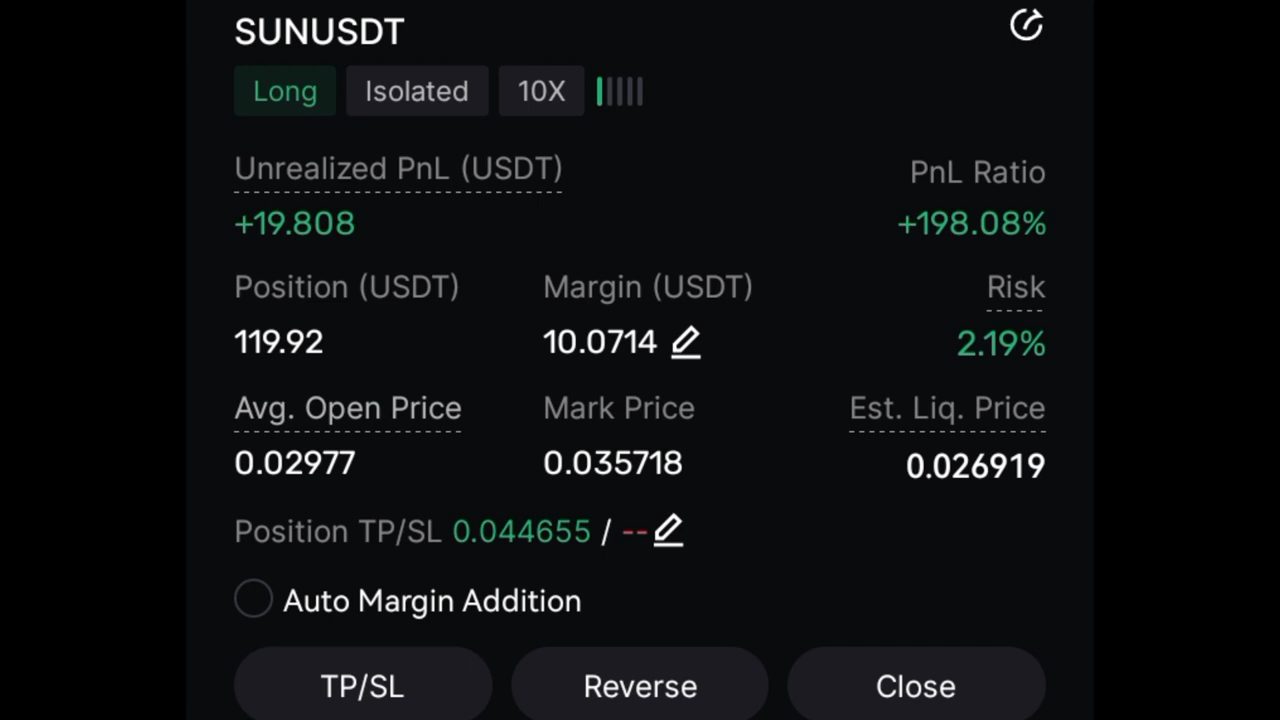 SUNUSDT
Long Isolated 10X
Unrealized PnL (USDT) PnL Ratio
+19.808 +198.08%
Position (USDT) Margin (USDT) Risk
119.92 10.0714 2.19%
Avg. Open Price Mark Price Est. Liq. Price
0.02977 0.035718 0.026919
Position TP/SL 0.044655 / --
Auto Margin Addition
TP/SL Reverse Close